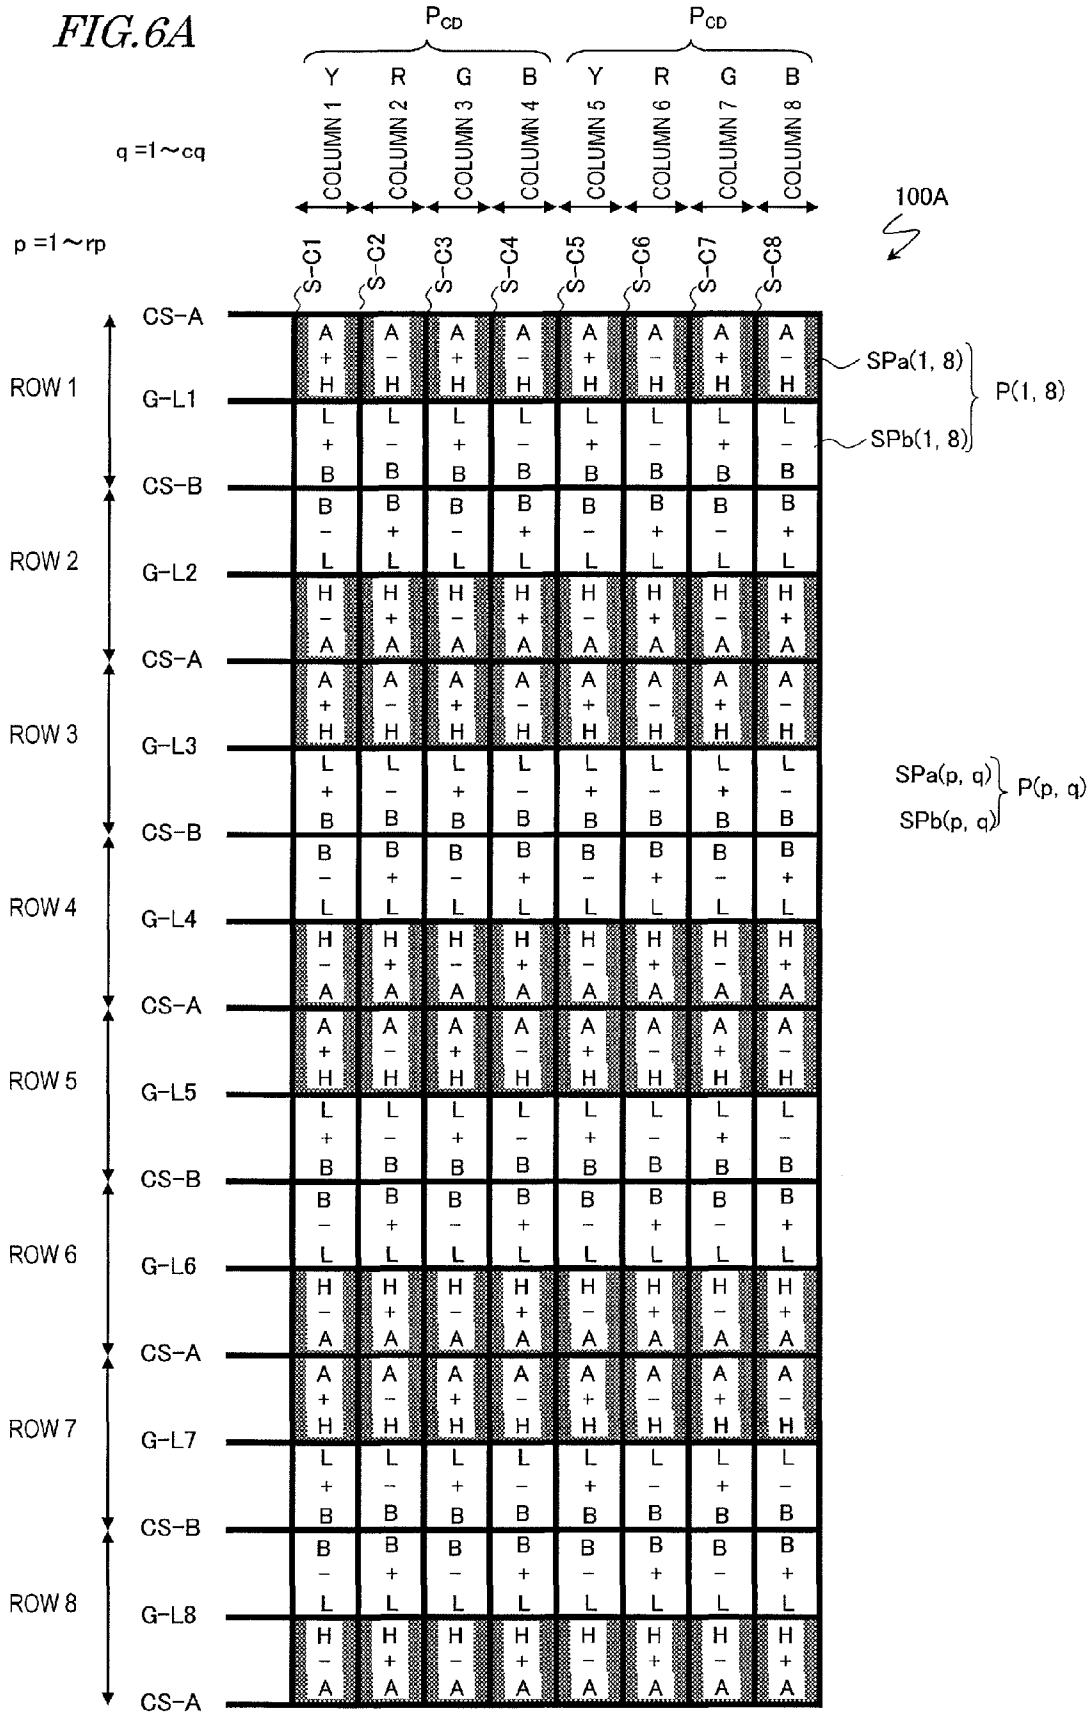 FIG.6A
PCD PCD
Y R G B Y R G B
q =1～cq
COLUMN 1 COLUMN 2 COLUMN 3 COLUMN 4 COLUMN 5 COLUMN 6 COLUMN 7 COLUMN 8
100A
p =1～rp
S-C1 S-C2 S-C3 S-C4 S-C5 S-C6 S-C7 S-C8
CS-A
A A A A A A A A
SPa(1, 8)
+ - + - + - + -
ROW 1
H H H H H H H H
P(1, 8)
G-L1
L L L L L L L L
+ - + - + - + -
SPb(1, 8)
B B B B B B B B
CS-B
B B B B B B B B
- + - + - + - +
ROW 2
L L L L L L L L
G-L2
H H H H H H H H
- + - + - + - +
A A A A A A A A
CS-A
A A A A A A A A
+ - + - + - + -
ROW 3
H H H H H H H H
G-L3
L L L L L L L L
SPa(p, q)
+ - + - + - + -
P(p, q)
B B B B B B B B
SPb(p, q)
CS-B
B B B B B B B B
- + - + - + - +
ROW 4
L L L L L L L L
G-L4
H H H H H H H H
- + - + - + - +
A A A A A A A A
CS-A
A A A A A A A A
+ - + - + - + -
ROW 5
H H H H H H H H
G-L5
L L L L L L L L
+ - + - + - + -
B B B B B B B B
CS-B
B B B B B B B B
- + - + - + - +
ROW 6
L L L L L L L L
G-L6
H H H H H H H H
- + - + - + - +
A A A A A A A A
CS-A
A A A A A A A A
+ - + - + - + -
ROW 7
H H H H H H H H
G-L7
L L L L L L L L
+ - + - + - + -
B B B B B B B B
CS-B
B B B B B B B B
- + - + - + - +
ROW 8
L L L L L L L L
G-L8
H H H H H H H H
- + - + - + - +
A A A A A A A A
CS-A